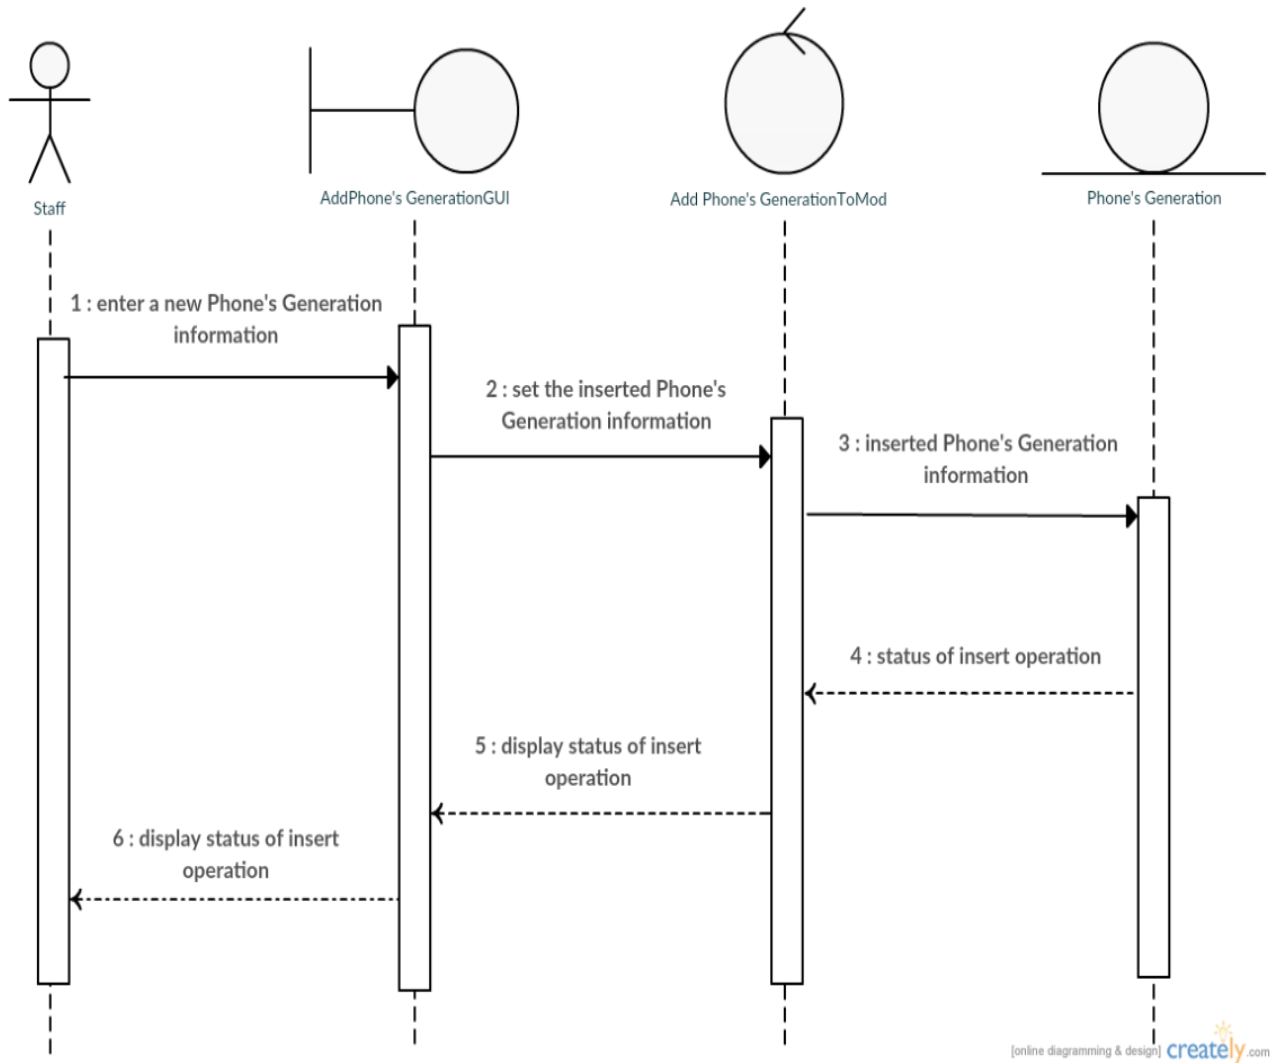 Staff
AddPhone's GenerationGUI
Add Phone's GenerationToMod
Phone's Generation
1 : enter a new Phone's Generation
information
2 : set the inserted Phone's
Generation information
3 : inserted Phone's Generation
information
4 : status of insert operation
5 : display status of insert
operation
6 : display status of insert
operation
[online diagramming & design] creately.com